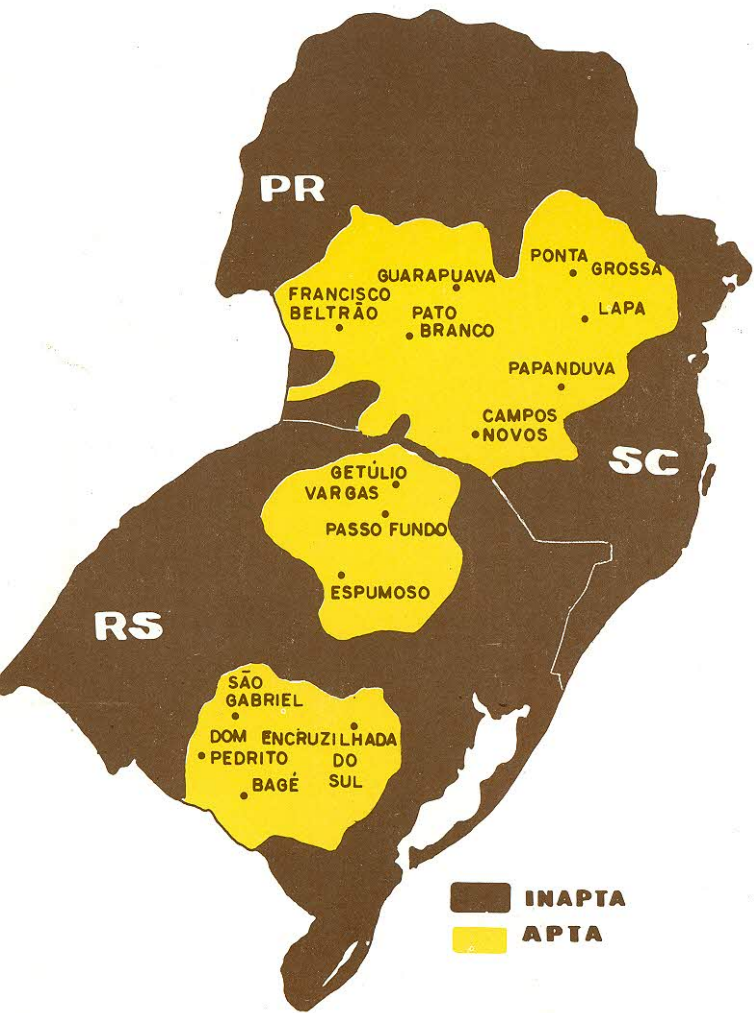 PR
PONTA
GROSSA
GUARAPUAVA
FRANCISCO
BELTRÃO
PATO
BRANCO
LAPA
PAPANDUVA
CAMPOS
NOVOS
SC
GETÚLIO
VARGAS
PASSO FUNDO
ESPUMOSO
RS
SÃO
GABRIEL
DOM
PEDRITO
ENCRUZILHADA
DO
SUL
BAGÉ
INAPTA
APTA